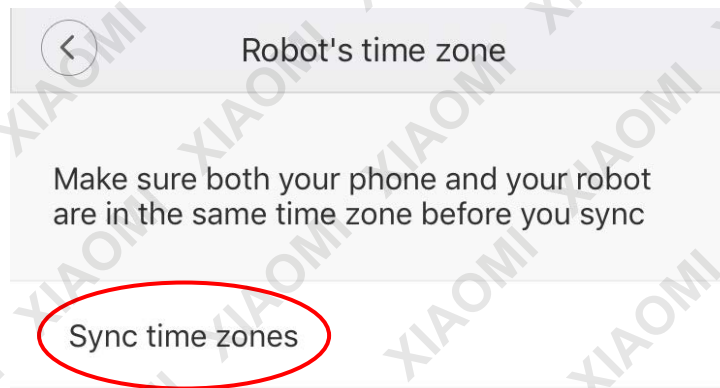 Robot's time zone
Make sure both your phone and your robot
are in the same time zone before you sync
Sync time zones
XIAOMI
XIAOMI
XIAOMI
XIAOMI
XIAOMI
XIAOMI
XIAOMI
XIAOMI